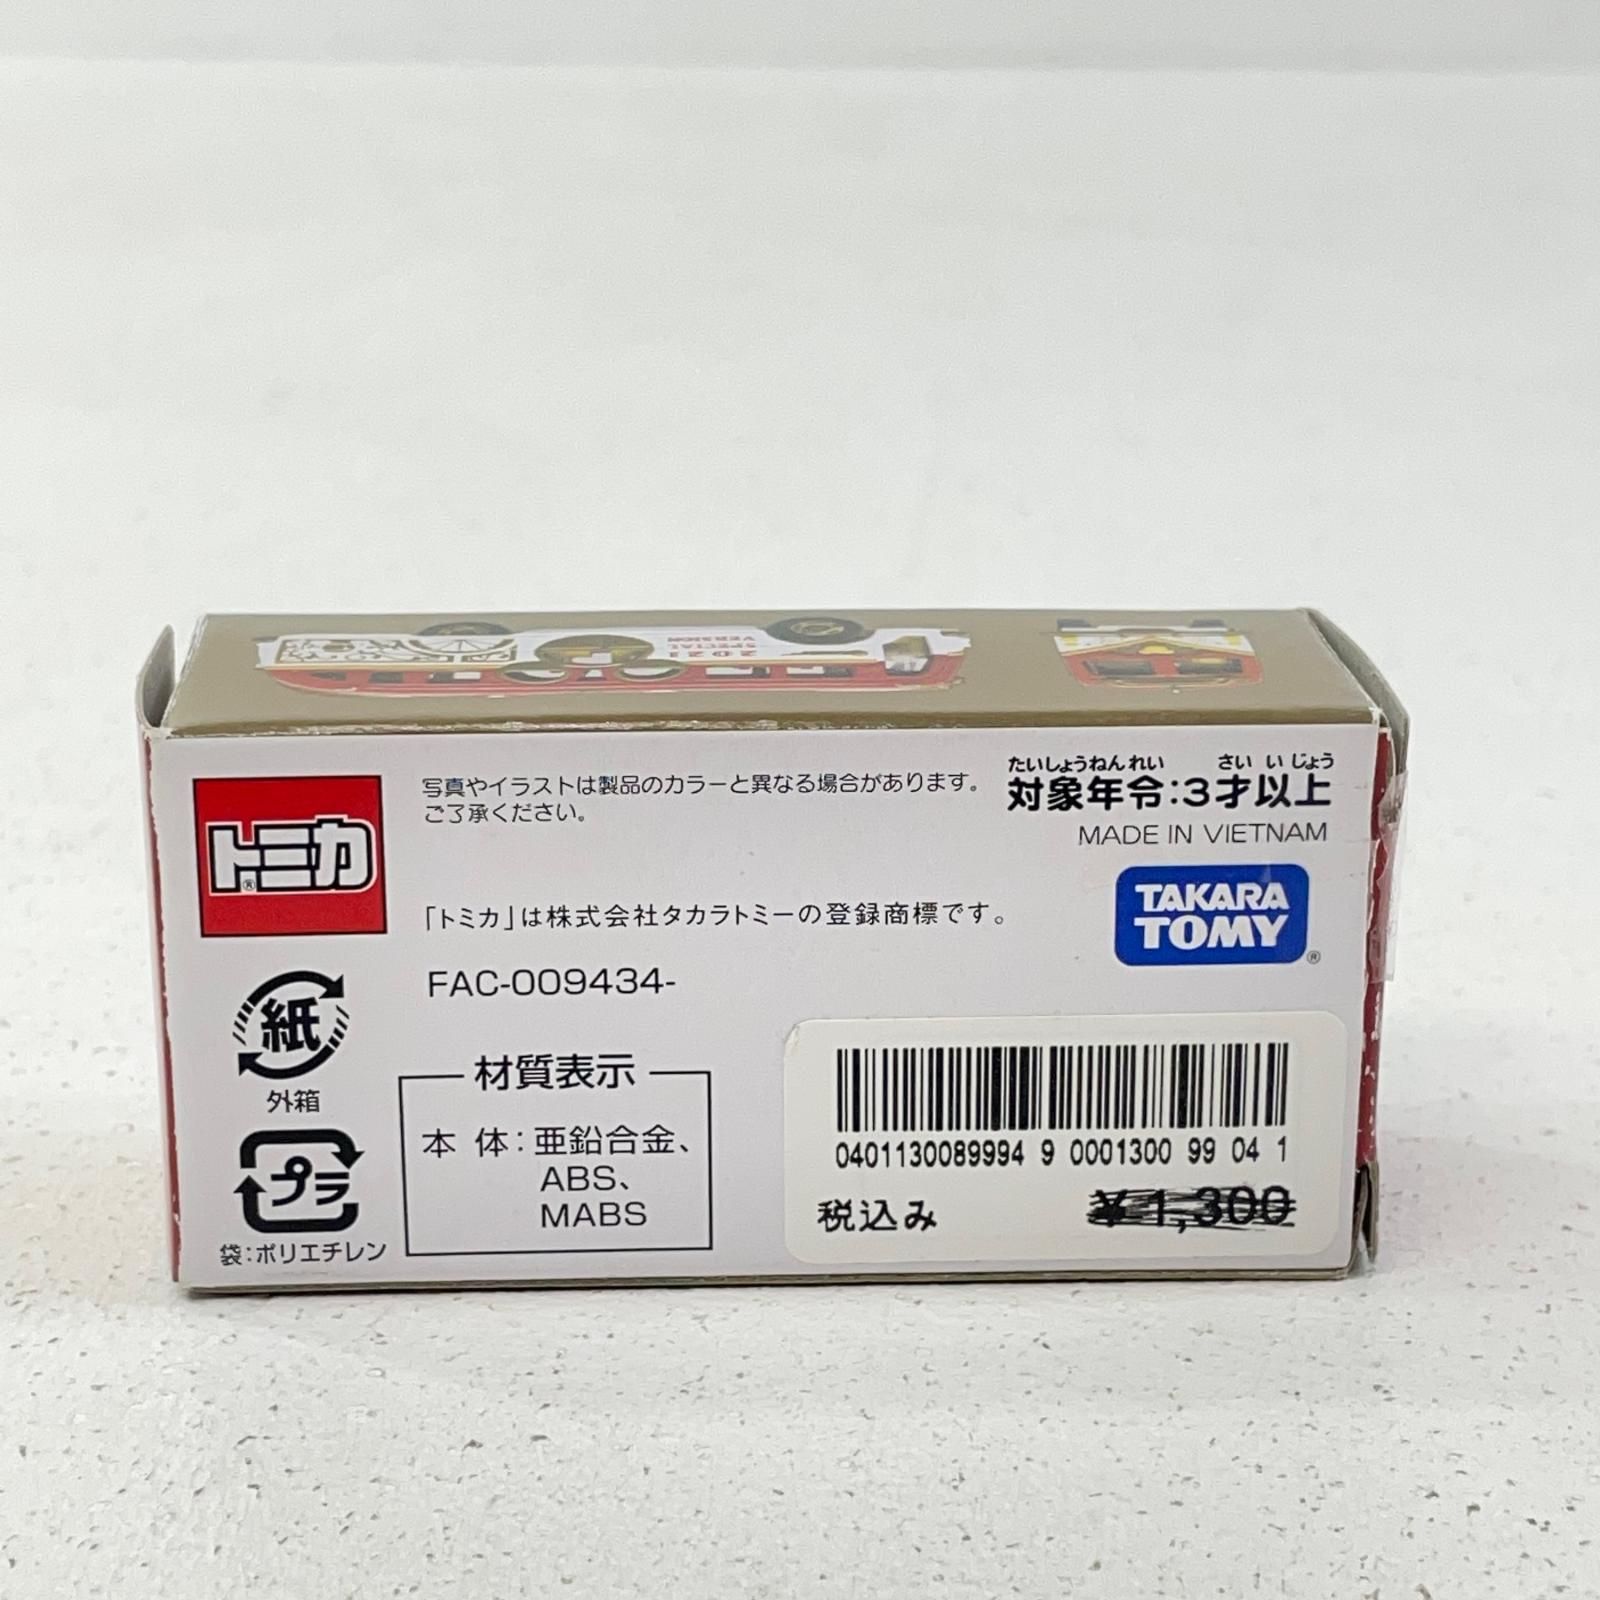 2021
SPECIAL
VERSION
トミカ®
写真やイラストは製品のカラーと異なる場合があります。
ご了承ください。
たいしょうねんれい さい いじょう
対象年令:3才以上
MADE IN VIETNAM
「トミカ」は株式会社タカラトミーの登録商標です。
TAKARA
TOMY®
FAC-009434-
紙
外箱
プラ
袋:ポリエチレン
材質表示
本 体:亜鉛合金、
ABS、
MABS
0401130089994 9 0001300 99 04 1
税込み ¥1,300